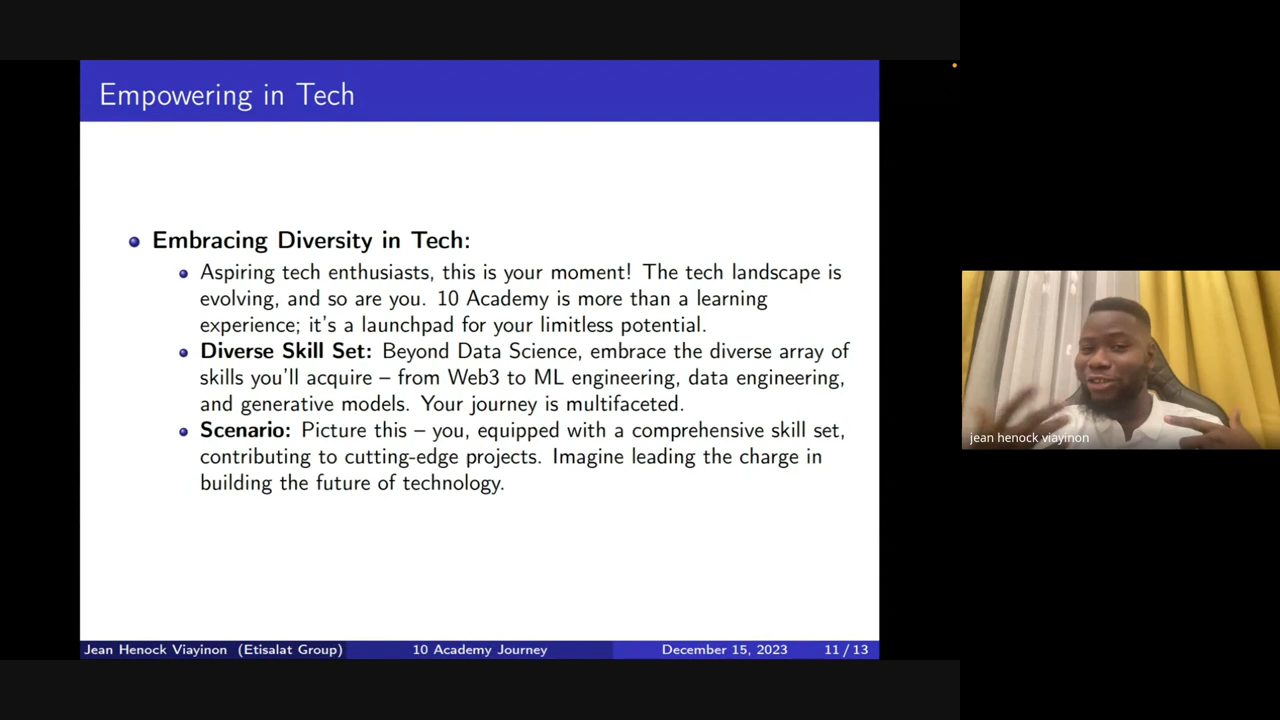 Empowering in Tech
Embracing Diversity in Tech:
Aspiring tech enthusiasts, this is your moment! The tech landscape is
evolving, and so are you. 10 Academy is more than a learning
experience; it's a launchpad for your limitless potential.
Diverse Skill Set: Beyond Data Science, embrace the diverse array of
skills you'll acquire – from Web3 to ML engineering, data engineering,
and generative models. Your journey is multifaceted.
Scenario: Picture this – you, equipped with a comprehensive skill set,
contributing to cutting-edge projects. Imagine leading the charge in
building the future of technology.
Jean Henock Viayinon (Etisalat Group) 10 Academy Journey December 15, 2023 11 / 13
jean henock viayinon